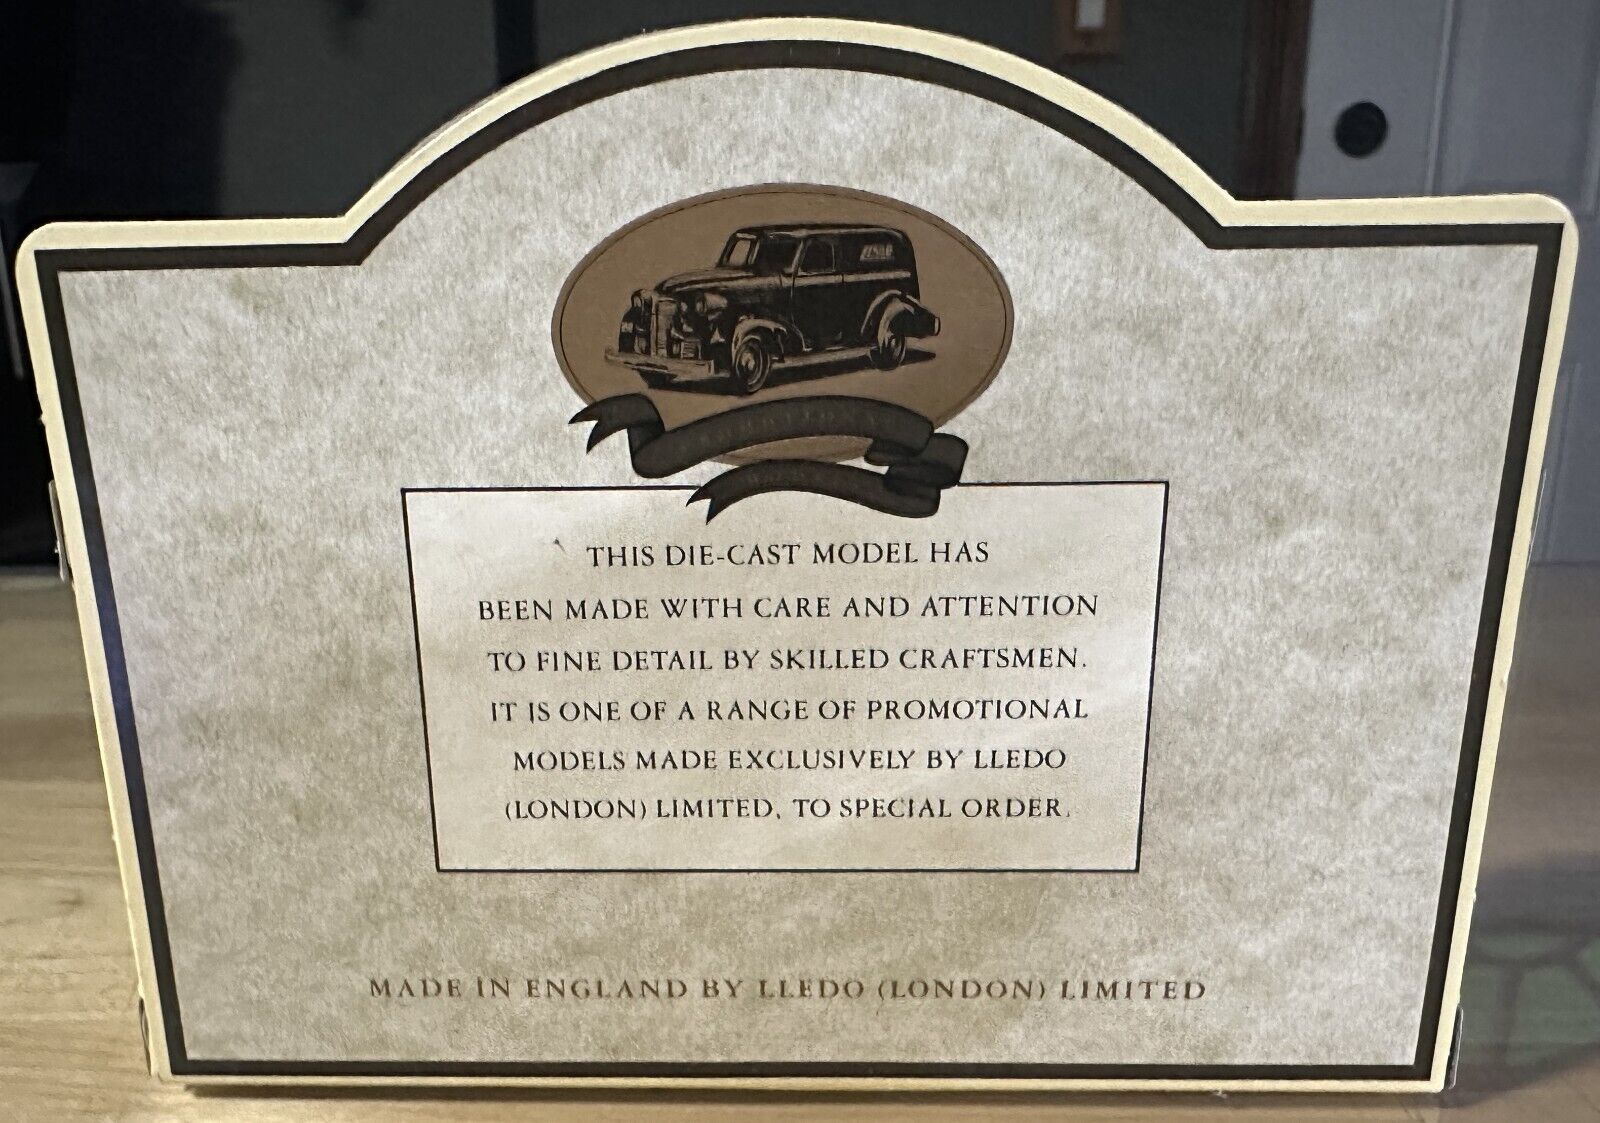 THIS DIE-CAST MODEL HAS
BEEN MADE WITH CARE AND ATTENTION
TO FINE DETAIL BY SKILLED CRAFTSMEN.
IT IS ONE OF A RANGE OF PROMOTIONAL
MODELS MADE EXCLUSIVELY BY LLEDO
(LONDON) LIMITED, TO SPECIAL ORDER.
MADE IN ENGLAND BY LLEDO (LONDON) LIMITED